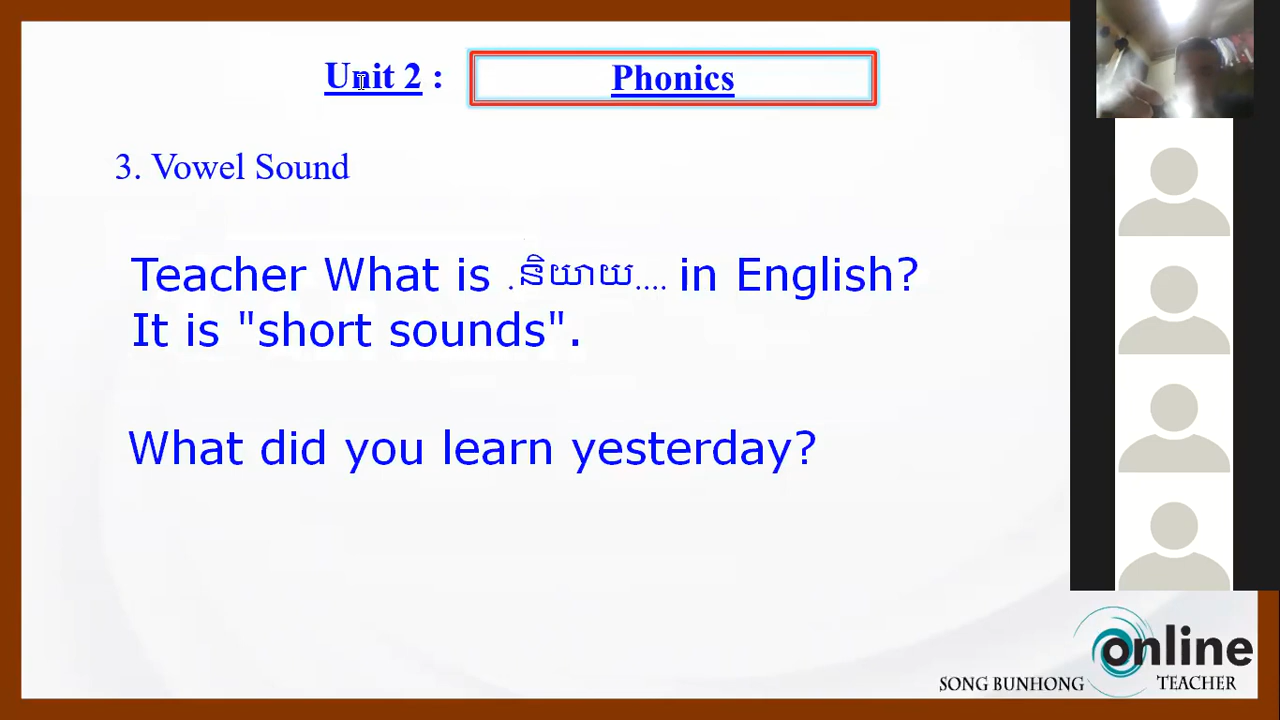 Unit 2 :
Phonics
3. Vowel Sound
Teacher What is .និយាយ.... in English?
It is "short sounds".
What did you learn yesterday?
online
SONG BUNHONG TEACHER